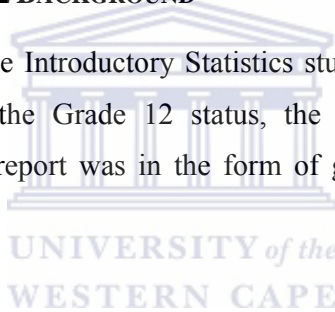 BACKGROUND
e Introductory Statistics stu
the Grade 12 status, the
report was in the form of g
UNIVERSITY of the
WESTERN CAPE